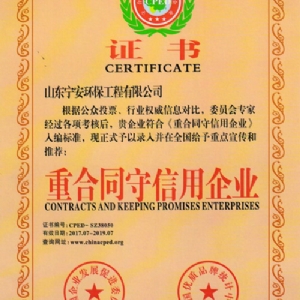 CPED
证书
CERTIFICATE
山东宁安环保工程有限公司
根据公众投票、行业权威信息对比,委员会专家
经过各项考核后,贵企业符合《重合同守信用企业》
入编标准,现正式予以录入并在全国给予重点宣传和
推荐:
重合同守信用企业
CONTRACTS AND KEEPING PROMISES ENTERPRISES
证书编号:CPED-SZ38050
有效日期:2017.07-2019.07
查询网址:www.chinacped.org